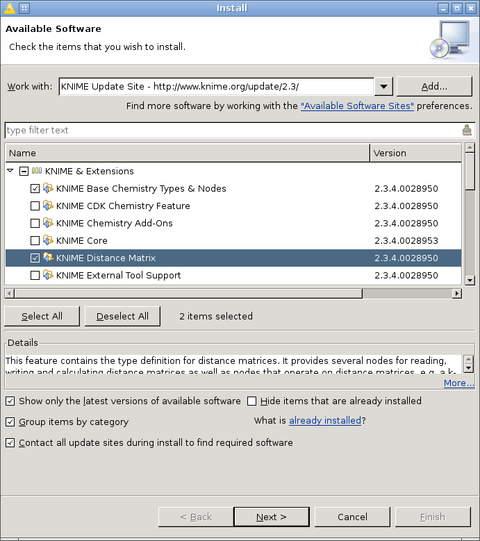 Install
Available Software
Check the items that you wish to install.
Work with: KNIME Update Site - http://www.knime.org/update/2.3/ Add...
Find more software by working with the "Available Software Sites" preferences.
type filter text
Name Version
KNIME & Extensions
KNIME Base Chemistry Types & Nodes 2.3.4.0028950
KNIME CDK Chemistry Feature 2.3.4.0028950
KNIME Chemistry Add-Ons 2.3.4.0028950
KNIME Core 2.3.4.0028953
KNIME Distance Matrix 2.3.4.0028950
KNIME External Tool Support 2.3.4.0028950
Select All Deselect All 2 items selected
Details
This feature contains the type definition for distance matrices. It provides several nodes for reading,
writing and calculating distance matrices as well as nodes that operate on distance matrices, e.g. a k-
More...
Show only the latest versions of available software Hide items that are already installed
Group items by category What is already installed?
Contact all update sites during install to find required software
< Back Next > Cancel Finish